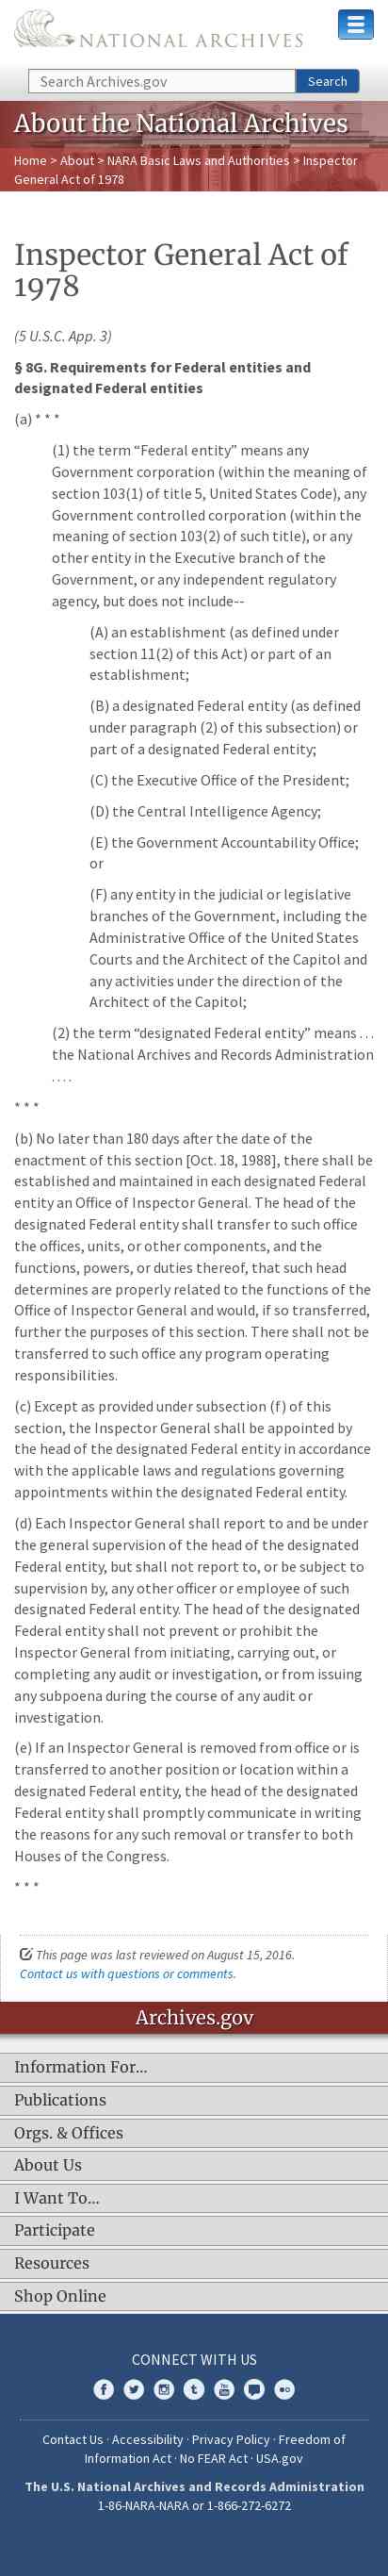 NATIONAL ARCHIVES
Search Archives.gov
Search
About the National Archives
Home > About > NARA Basic Laws and Authorities > Inspector
General Act of 1978
Inspector General Act of
1978
(5 U.S.C. App. 3)
§ 8G. Requirements for Federal entities and
designated Federal entities
(a) * * *
(1) the term “Federal entity” means any
Government corporation (within the meaning of
section 103(1) of title 5, United States Code), any
Government controlled corporation (within the
meaning of section 103(2) of such title), or any
other entity in the Executive branch of the
Government, or any independent regulatory
agency, but does not include--
(A) an establishment (as defined under
section 11(2) of this Act) or part of an
establishment;
(B) a designated Federal entity (as defined
under paragraph (2) of this subsection) or
part of a designated Federal entity;
(C) the Executive Office of the President;
(D) the Central Intelligence Agency;
(E) the Government Accountability Office;
or
(F) any entity in the judicial or legislative
branches of the Government, including the
Administrative Office of the United States
Courts and the Architect of the Capitol and
any activities under the direction of the
Architect of the Capitol;
(2) the term “designated Federal entity” means . . .
the National Archives and Records Administration
. . . .
* * *
(b) No later than 180 days after the date of the
enactment of this section [Oct. 18, 1988], there shall be
established and maintained in each designated Federal
entity an Office of Inspector General. The head of the
designated Federal entity shall transfer to such office
the offices, units, or other components, and the
functions, powers, or duties thereof, that such head
determines are properly related to the functions of the
Office of Inspector General and would, if so transferred,
further the purposes of this section. There shall not be
transferred to such office any program operating
responsibilities.
(c) Except as provided under subsection (f) of this
section, the Inspector General shall be appointed by
the head of the designated Federal entity in accordance
with the applicable laws and regulations governing
appointments within the designated Federal entity.
(d) Each Inspector General shall report to and be under
the general supervision of the head of the designated
Federal entity, but shall not report to, or be subject to
supervision by, any other officer or employee of such
designated Federal entity. The head of the designated
Federal entity shall not prevent or prohibit the
Inspector General from initiating, carrying out, or
completing any audit or investigation, or from issuing
any subpoena during the course of any audit or
investigation.
(e) If an Inspector General is removed from office or is
transferred to another position or location within a
designated Federal entity, the head of the designated
Federal entity shall promptly communicate in writing
the reasons for any such removal or transfer to both
Houses of the Congress.
* * *
This page was last reviewed on August 15, 2016.
Contact us with questions or comments.
Archives.gov
Information For...
Publications
Orgs. & Offices
About Us
I Want To...
Participate
Resources
Shop Online
CONNECT WITH US
Contact Us · Accessibility · Privacy Policy · Freedom of
Information Act · No FEAR Act · USA.gov
The U.S. National Archives and Records Administration
1-86-NARA-NARA or 1-866-272-6272